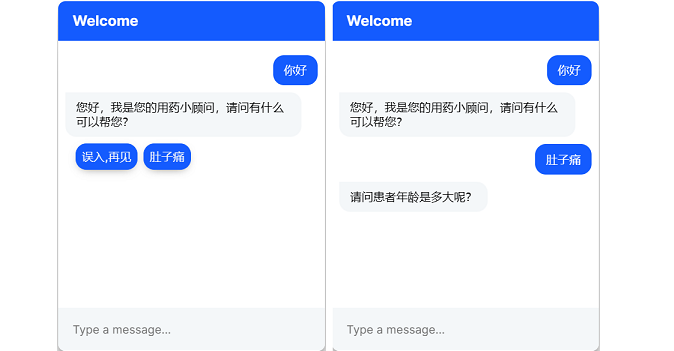 Welcome
你好
您好，我是您的用药小顾问，请问有什么
可以帮您?
误入,再见
肚子痛
Type a message...
Welcome
你好
您好，我是您的用药小顾问，请问有什么
可以帮您?
肚子痛
请问患者年龄是多大呢?
Type a message...